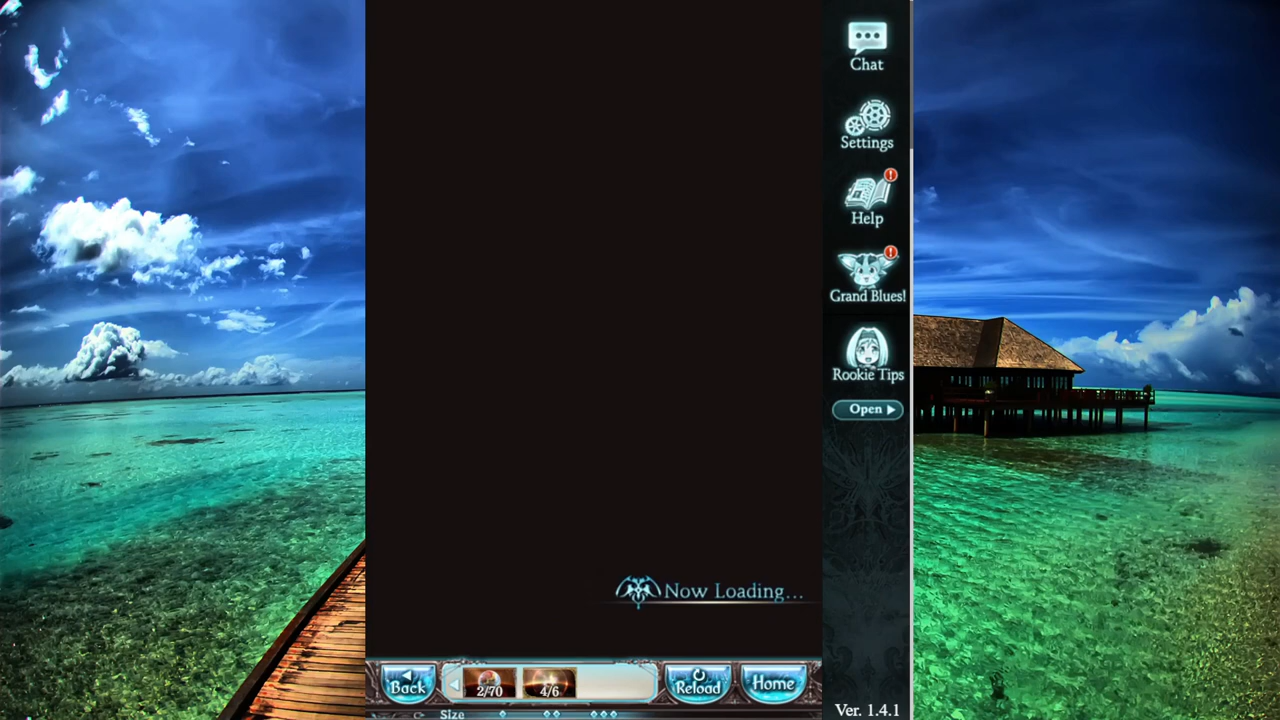 Chat
Settings
Help
Grand Blues!
Rookie Tips
Open
Now Loading...
Back
2/70
4/6
Reload
Home
Size
Ver. 1.4.1